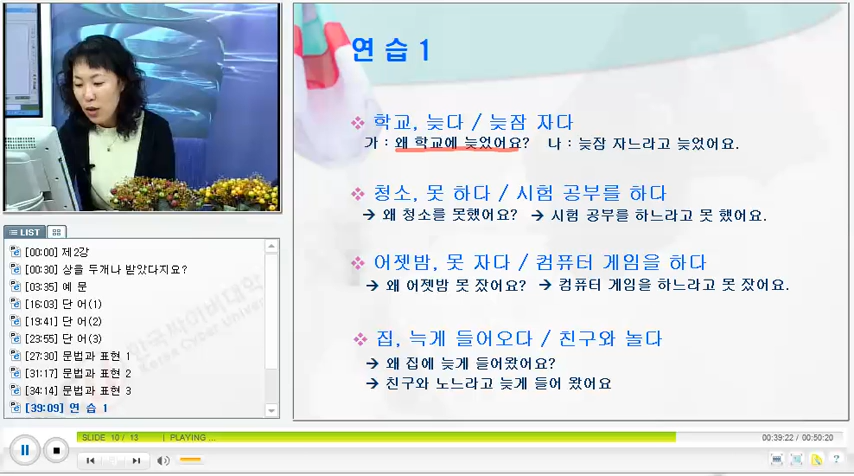 연 습 1
학교, 늦다 / 늦잠 자다
가 : 왜 학교에 늦었어요? 나 : 늦잠 자느라고 늦었어요.
청소, 못 하다 / 시험 공부를 하다
→ 왜 청소를 못했어요? → 시험 공부를 하느라고 못 했어요.
어젯밤, 못 자다 / 컴퓨터 게임을 하다
→ 왜 어젯밤 못 잤어요? → 컴퓨터 게임을 하느라고 못 잤어요.
집, 늑게 들어오다 / 친구와 놀다
→ 왜 집에 늦게 들어왔어요?
→ 친구와 노느라고 늦게 들어 왔어요
LIST
[00:00] 제2강
[00:30] 상을 두개나 받았다지요?
[03:35] 예 문
[16:03] 단 어(1)
[19:41] 단 어(2)
[23:55] 단 어(3)
[27:30] 문법과 표현 1
[31:17] 문법과 표현 2
[34:14] 문법과 표현 3
[39:09] 연 습 1
한국싸이버대학
Korea Cyber Univer
SLIDE 10 / 13 | PLAYING ... 00:39:22 / 00:50:20